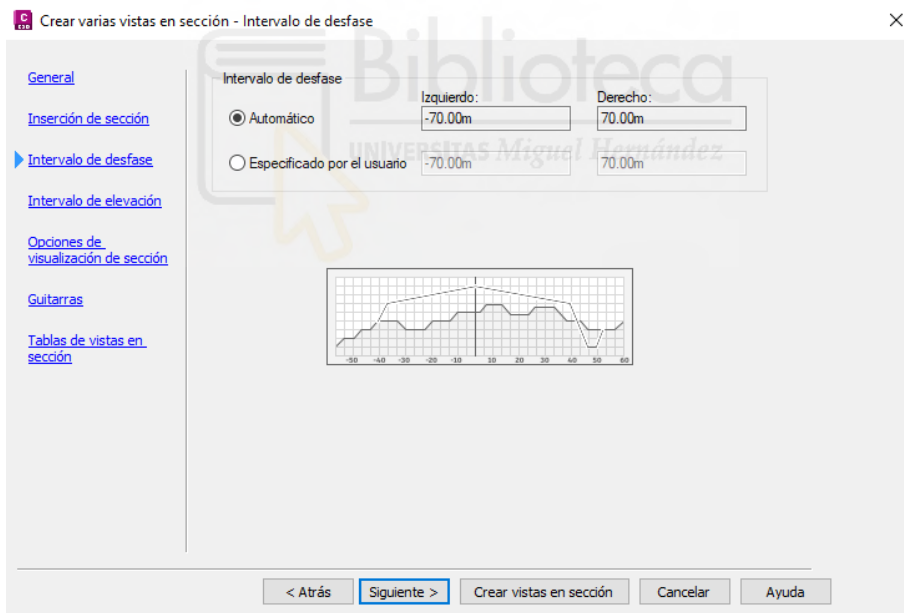 Crear varias vistas en sección - Intervalo de desfase
General
Inserción de sección
Intervalo de desfase
Intervalo de elevación
Opciones de
visualización de sección
Guitarras
Tablas de vistas en
sección
Intervalo de desfase
Izquierdo: Derecho:
Automático -70.00m 70.00m
Especificado por el usuario -70.00m 70.00m
Biblioteca
UNIVERSITAS Miguel Hernández
-50 -40 -30 -20 -10 10 20 30 40 50 60
< Atrás Siguiente > Crear vistas en sección Cancelar Ayuda